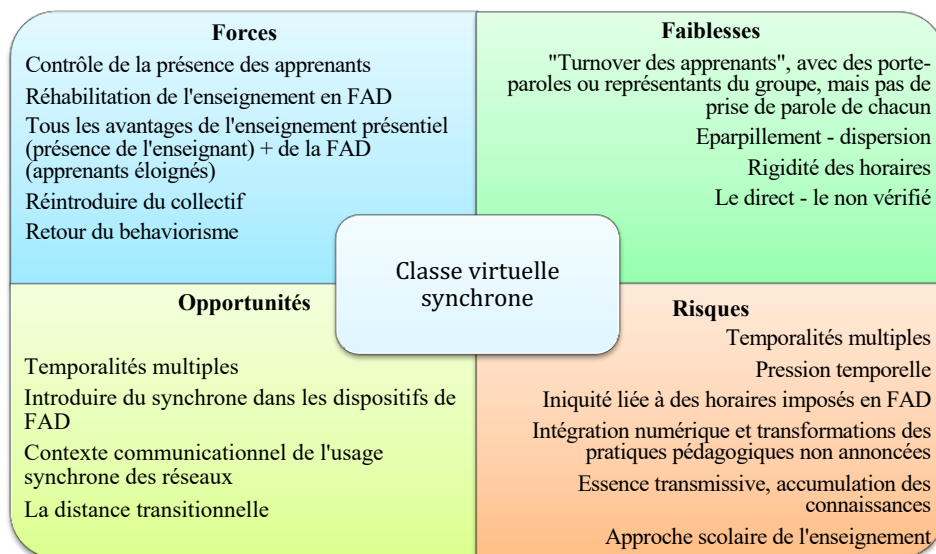 Forces
Contrôle de la présence des apprenants
Réhabilitation de l'enseignement en FAD
Tous les avantages de l'enseignement présentiel
(présence de l'enseignant) + de la FAD
(apprenants éloignés)
Réintroduire du collectif
Retour du behaviorisme
Faiblesses
"Turnover des apprenants", avec des porte-
paroles ou représentants du groupe, mais pas de
prise de parole de chacun
Eparpillement - dispersion
Rigidité des horaires
Le direct - le non vérifié
Classe virtuelle
synchrone
Opportunités
Temporalités multiples
Introduire du synchrone dans les dispositifs de
FAD
Contexte communicationnel de l'usage
synchrone des réseaux
La distance transitionnelle
Risques
Temporalités multiples
Pression temporelle
Iniquité liée à des horaires imposés en FAD
Intégration numérique et transformations des
pratiques pédagogiques non annoncées
Essence transmissive, accumulation des
connaissances
Approche scolaire de l'enseignement